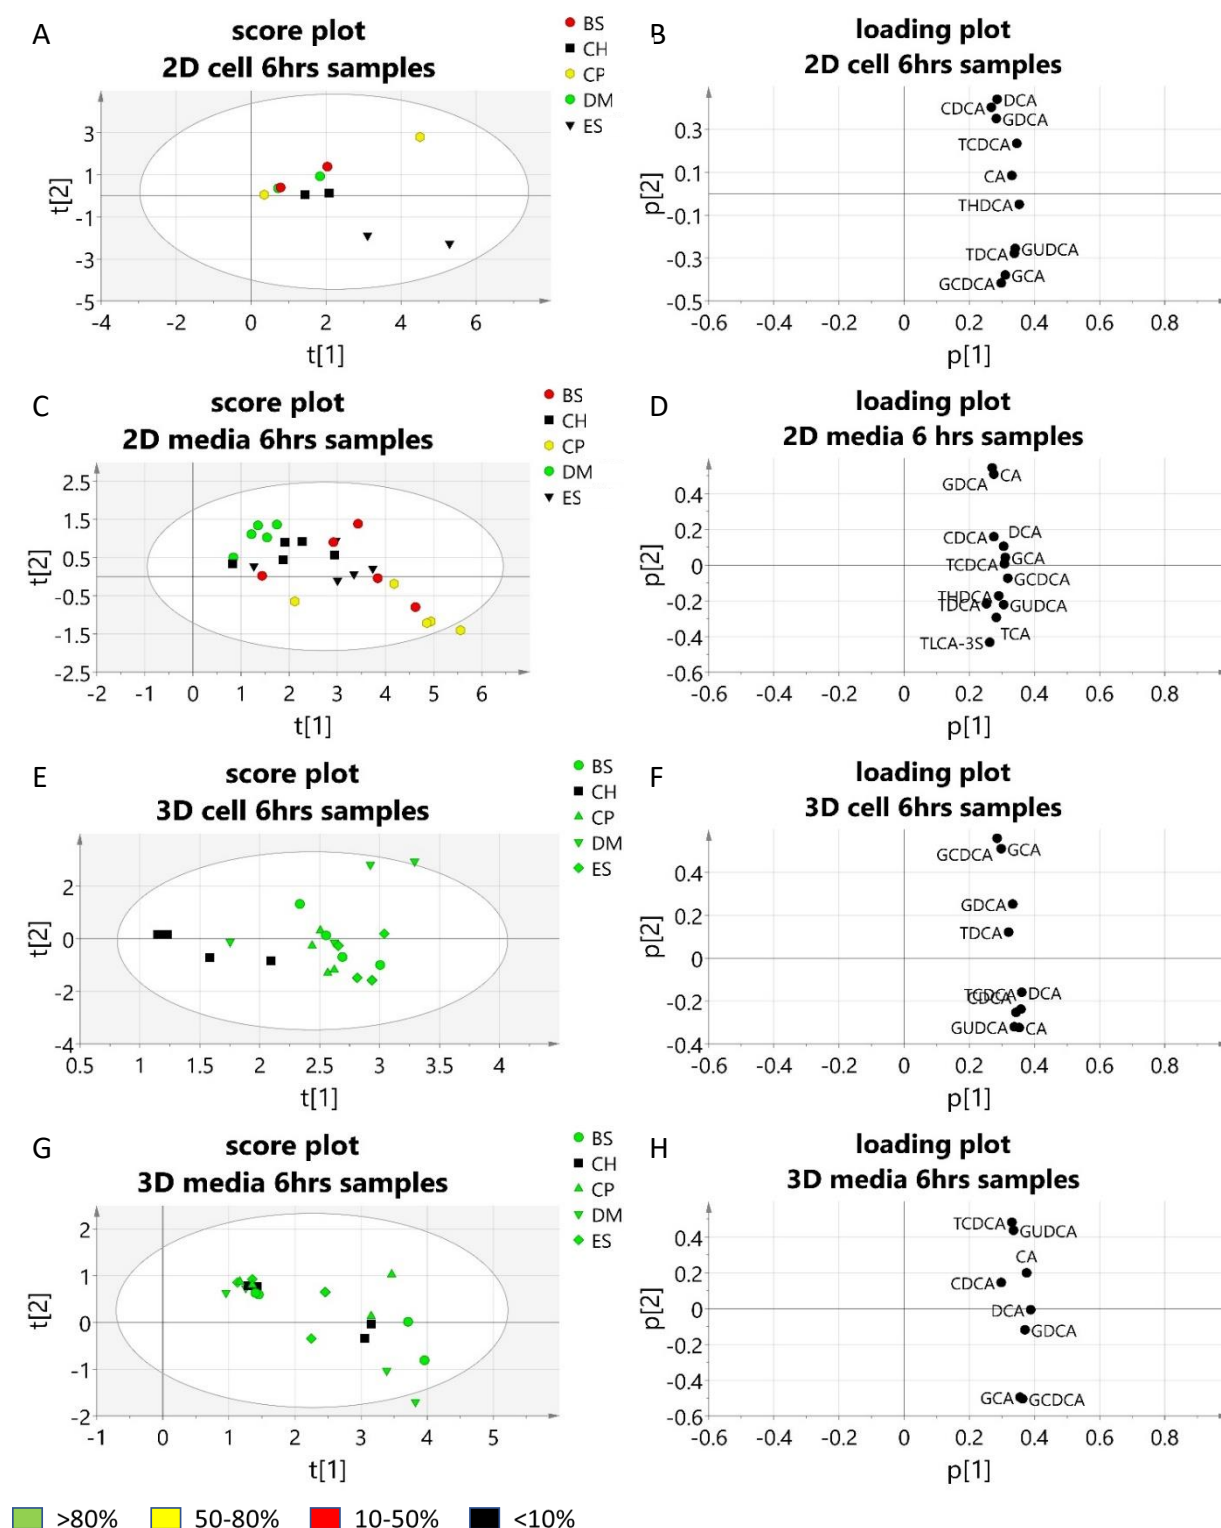 A
score plot
2D cell 6hrs samples
BS
CH
CP
DM
ES
3
1
-1
-3
-5
t[2]
-4 -2 0 2 4 6
t[1]
B
loading plot
2D cell 6hrs samples
CDCA DCA
GDCA
TCDCA
CA
THDCA
TDCA GUDCA
GCDCA GCA
0.3
0.1
-0.1
-0.3
-0.5
p[2]
-0.6 -0.4 -0.2 0 0.2 0.4 0.6 0.8
p[1]
C
score plot
2D media 6hrs samples
BS
CH
CP
DM
ES
2.5
1.5
0.5
-0.5
-1.5
-2.5
t[2]
-2 -1 0 1 2 3 4 5 6
t[1]
D
loading plot
2D media 6 hrs samples
GDCA CA
CDCA DCA
GCA
TCDCA
GCDCA
THDCA
TDCA GUDCA
TCA
TLCA-3S
0.4
0.2
0
-0.2
-0.4
-0.6
p[2]
-0.6 -0.4 -0.2 0 0.2 0.4 0.6 0.8
p[1]
E
score plot
3D cell 6hrs samples
BS
CH
CP
DM
ES
2
0
-2
-4
t[2]
0.5 1 1.5 2 2.5 3 3.5 4
t[1]
F
loading plot
3D cell 6hrs samples
GCDCA GCA
GDCA
TDCA
TCDCA DCA
CDCA
GUDCA CA
0.4
0.2
0
-0.2
-0.4
p[2]
-0.6 -0.4 -0.2 0 0.2 0.4 0.6 0.8
p[1]
G
score plot
3D media 6hrs samples
BS
CH
CP
DM
ES
2
1
0
-1
-2
t[2]
-1 0 1 2 3 4 5
t[1]
H
loading plot
3D media 6hrs samples
TCDCA GUDCA
CA
CDCA
DCA
GDCA
GCA GCDCA
0.4
0.2
0
-0.2
-0.4
-0.6
p[2]
-0.6 -0.4 -0.2 0 0.2 0.4 0.6 0.8
p[1]
>80% 50-80% 10-50% <10%